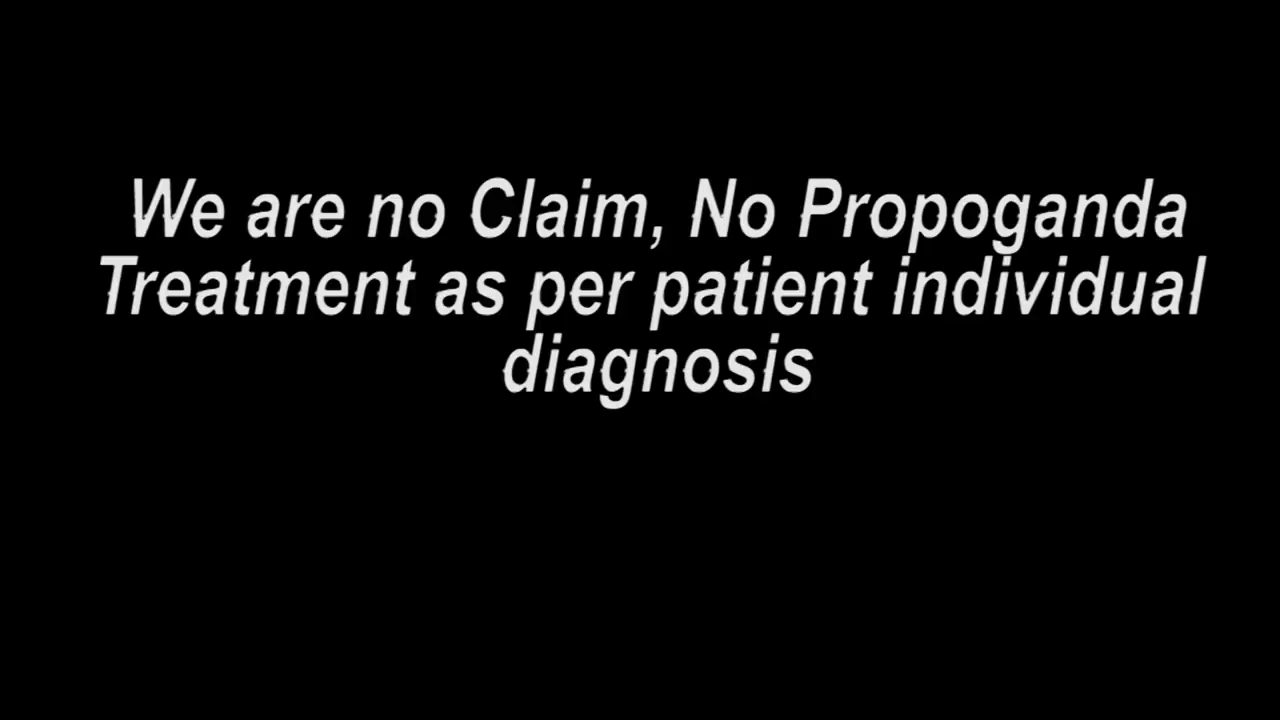 We are no Claim, No Propoganda
Treatment as per patient individual
diagnosis